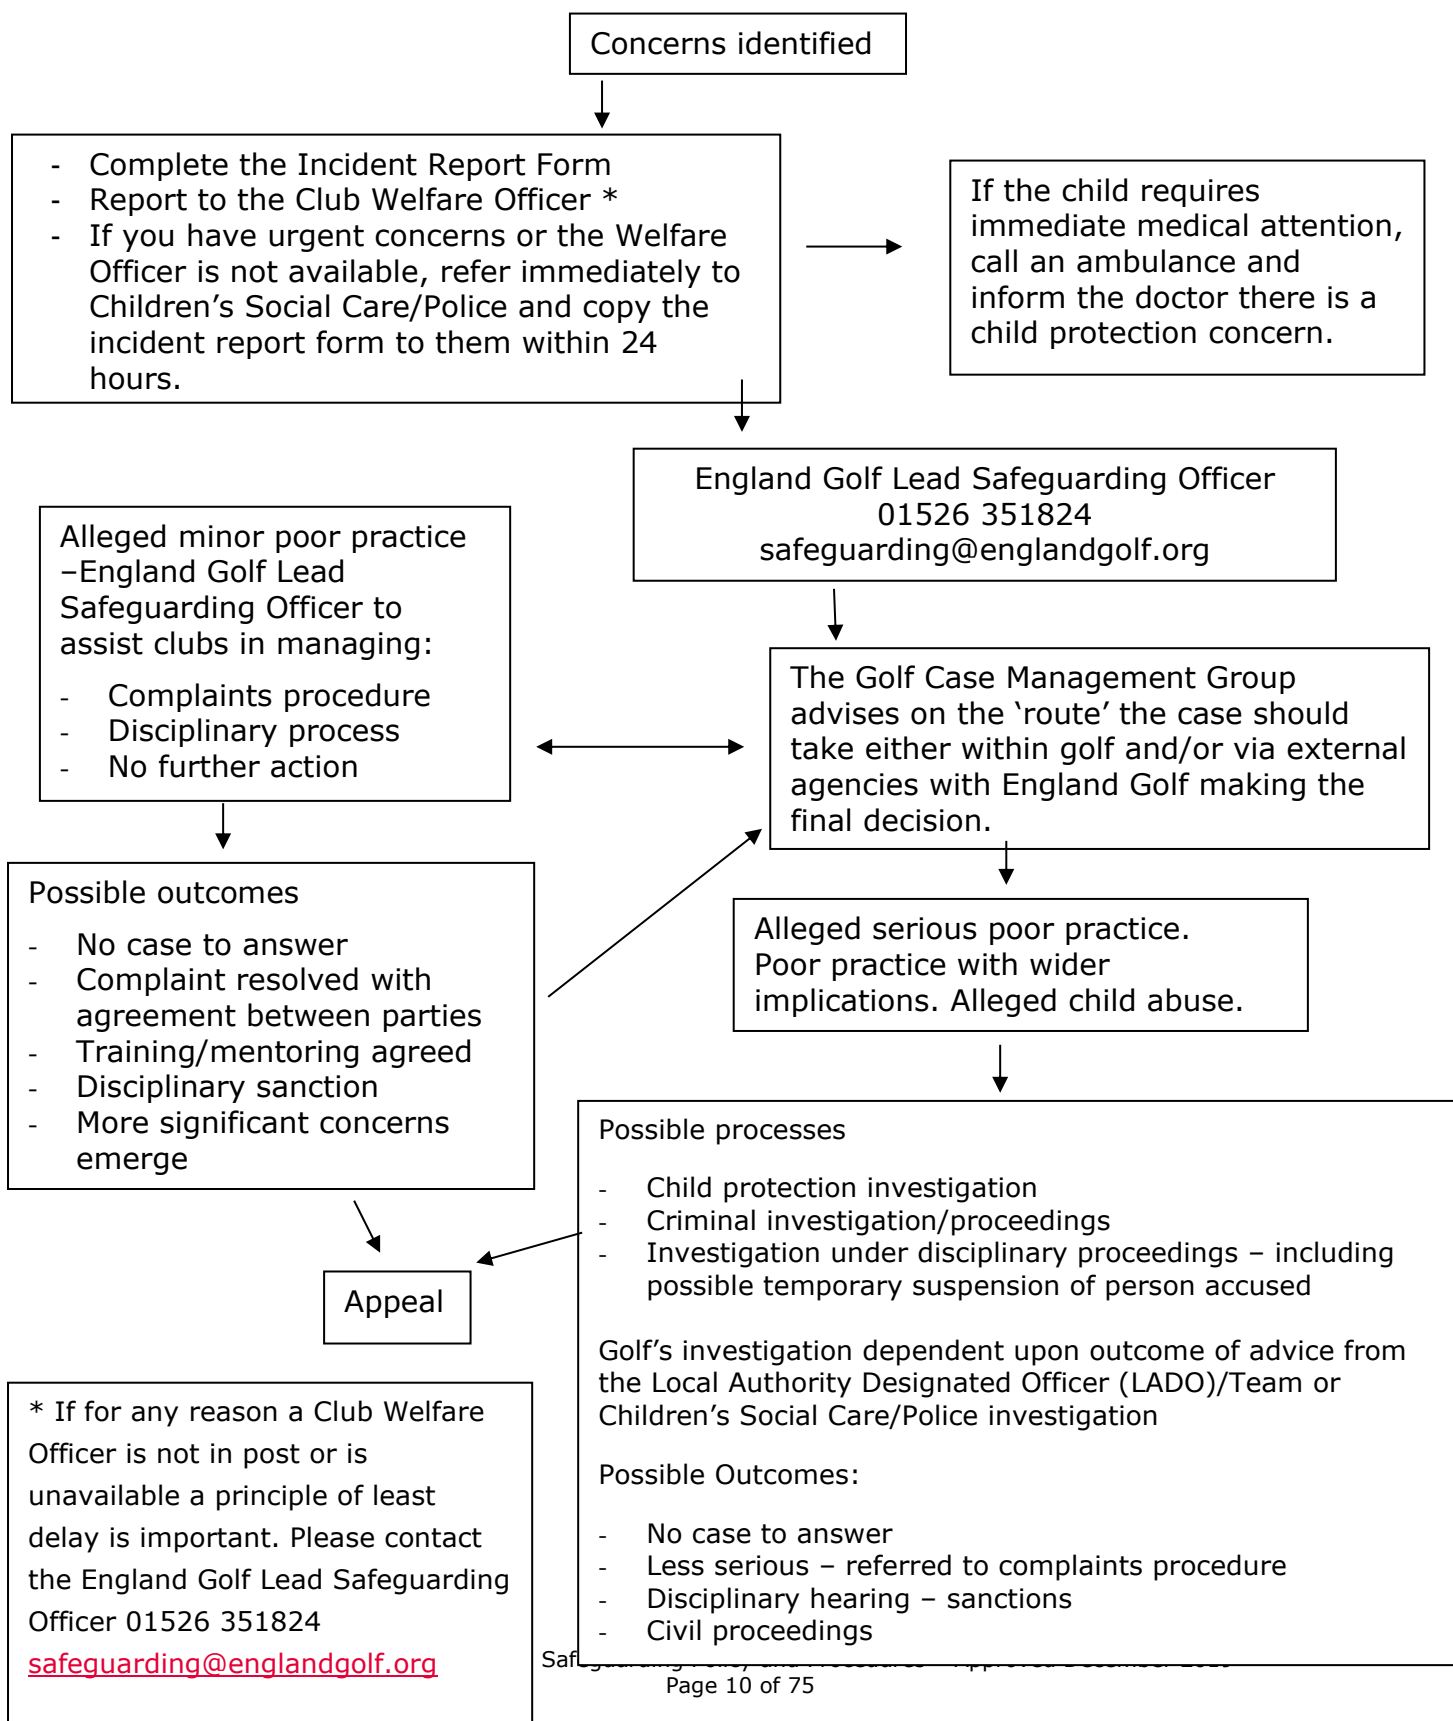 Concerns identified
- Complete the Incident Report Form
- Report to the Club Welfare Officer *
- If you have urgent concerns or the Welfare
Officer is not available, refer immediately to
Children’s Social Care/Police and copy the
incident report form to them within 24
hours.
If the child requires
immediate medical attention,
call an ambulance and
inform the doctor there is a
child protection concern.
England Golf Lead Safeguarding Officer
01526 351824
safeguarding@englandgolf.org
Alleged minor poor practice
–England Golf Lead
Safeguarding Officer to
assist clubs in managing:
- Complaints procedure
- Disciplinary process
- No further action
The Golf Case Management Group
advises on the ‘route’ the case should
take either within golf and/or via external
agencies with England Golf making the
final decision.
Possible outcomes
- No case to answer
- Complaint resolved with
agreement between parties
- Training/mentoring agreed
- Disciplinary sanction
- More significant concerns
emerge
Alleged serious poor practice.
Poor practice with wider
implications. Alleged child abuse.
Possible processes
- Child protection investigation
- Criminal investigation/proceedings
- Investigation under disciplinary proceedings – including
possible temporary suspension of person accused
Golf’s investigation dependent upon outcome of advice from
the Local Authority Designated Officer (LADO)/Team or
Children’s Social Care/Police investigation
Possible Outcomes:
- No case to answer
- Less serious – referred to complaints procedure
- Disciplinary hearing – sanctions
- Civil proceedings
Appeal
* If for any reason a Club Welfare
Officer is not in post or is
unavailable a principle of least
delay is important. Please contact
the England Golf Lead Safeguarding
Officer 01526 351824
safeguarding@englandgolf.org
Safeguarding Policy and Procedures – Approved December
Page 10 of 75